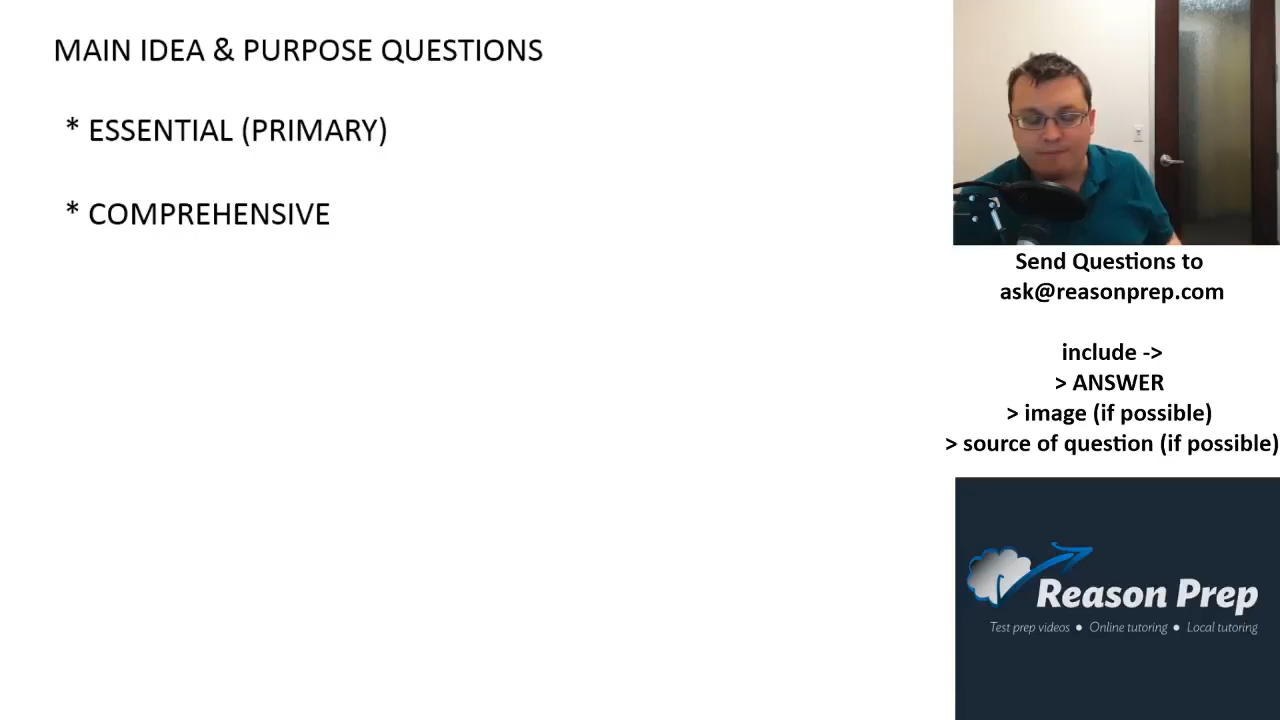 MAIN IDEA & PURPOSE QUESTIONS
* ESSENTIAL (PRIMARY)
* COMPREHENSIVE
Send Questions to
ask@reasonprep.com
include ->
> ANSWER
> image (if possible)
> source of question (if possible)
Reason Prep
Test prep videos ● Online tutoring ● Local tutoring